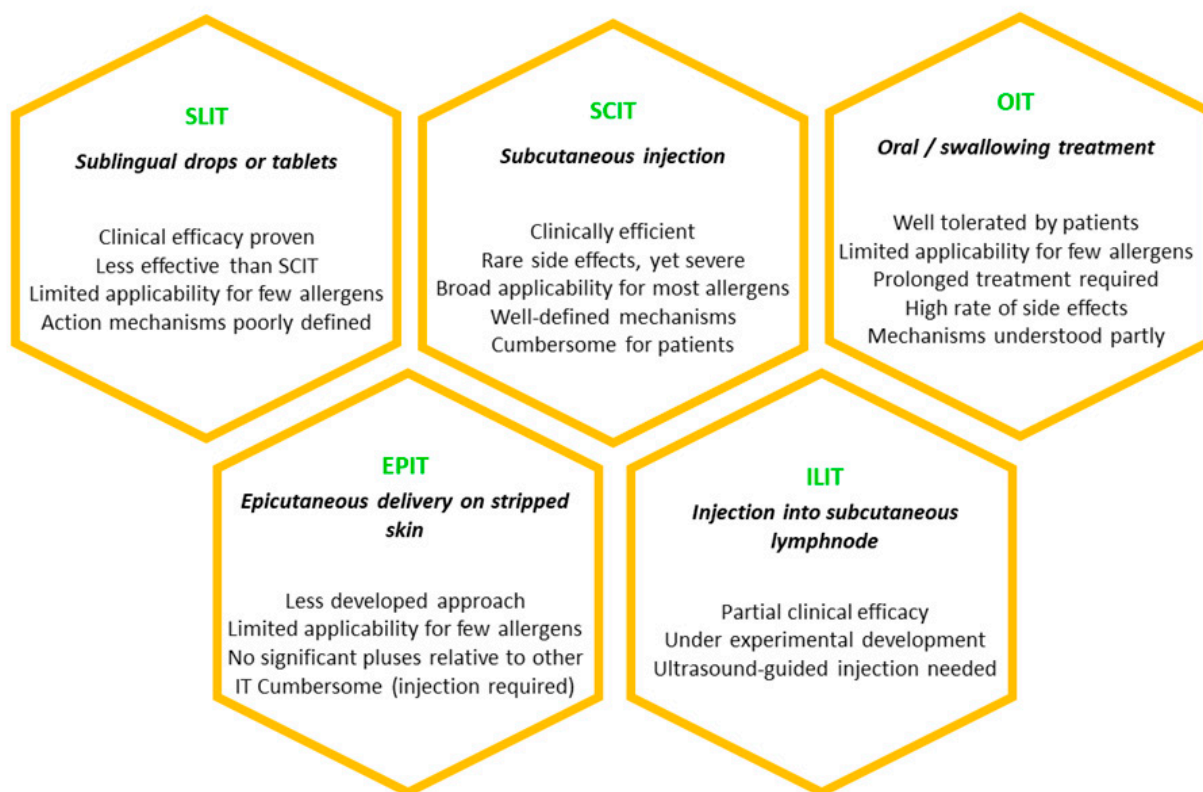 SLIT
Sublingual drops or tablets
Clinical efficacy proven
Less effective than SCIT
Limited applicability for few allergens
Action mechanisms poorly defined
SCIT
Subcutaneous injection
Clinically efficient
Rare side effects, yet severe
Broad applicability for most allergens
Well-defined mechanisms
Cumbersome for patients
OIT
Oral / swallowing treatment
Well tolerated by patients
Limited applicability for few allergens
Prolonged treatment required
High rate of side effects
Mechanisms understood partly
EPIT
Epicutaneous delivery on stripped
skin
Less developed approach
Limited applicability for few allergens
No significant pluses relative to other
IT Cumbersome (injection required)
ILIT
Injection into subcutaneous
lymphnode
Partial clinical efficacy
Under experimental development
Ultrasound-guided injection needed